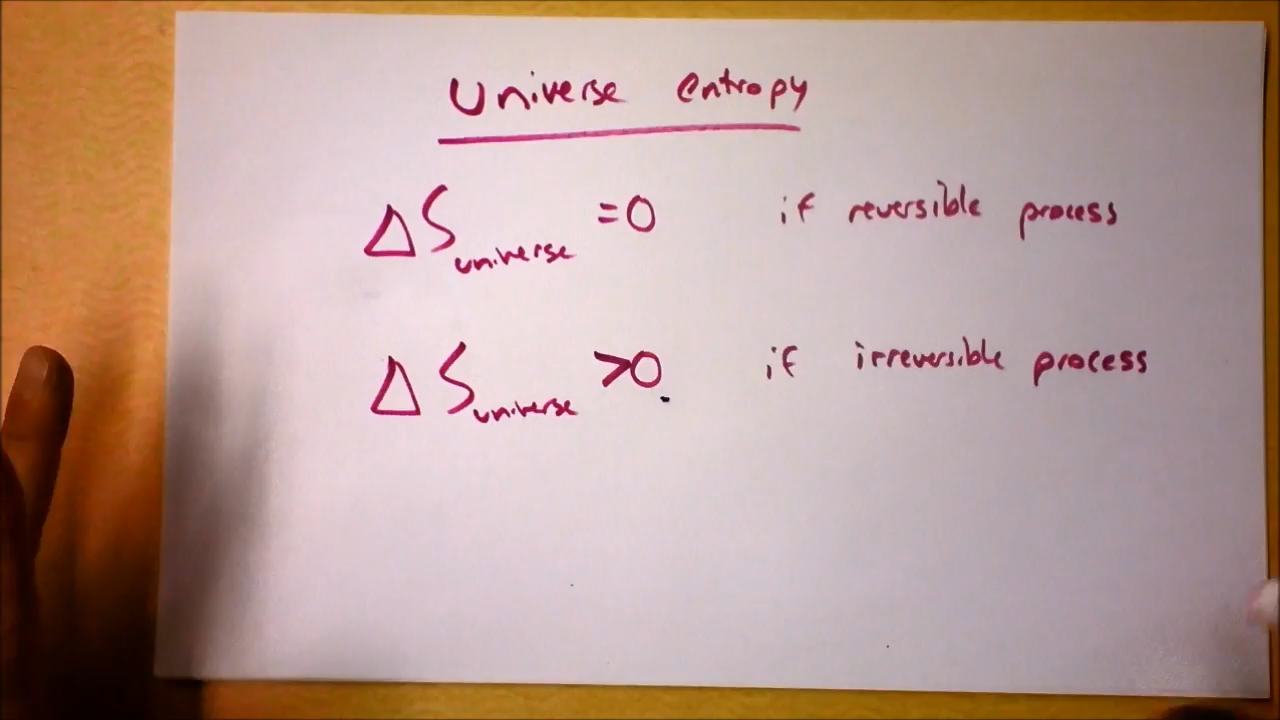 Universe entropy
ΔS universe =0 if reversible process
ΔS universe >0 if irreversible process